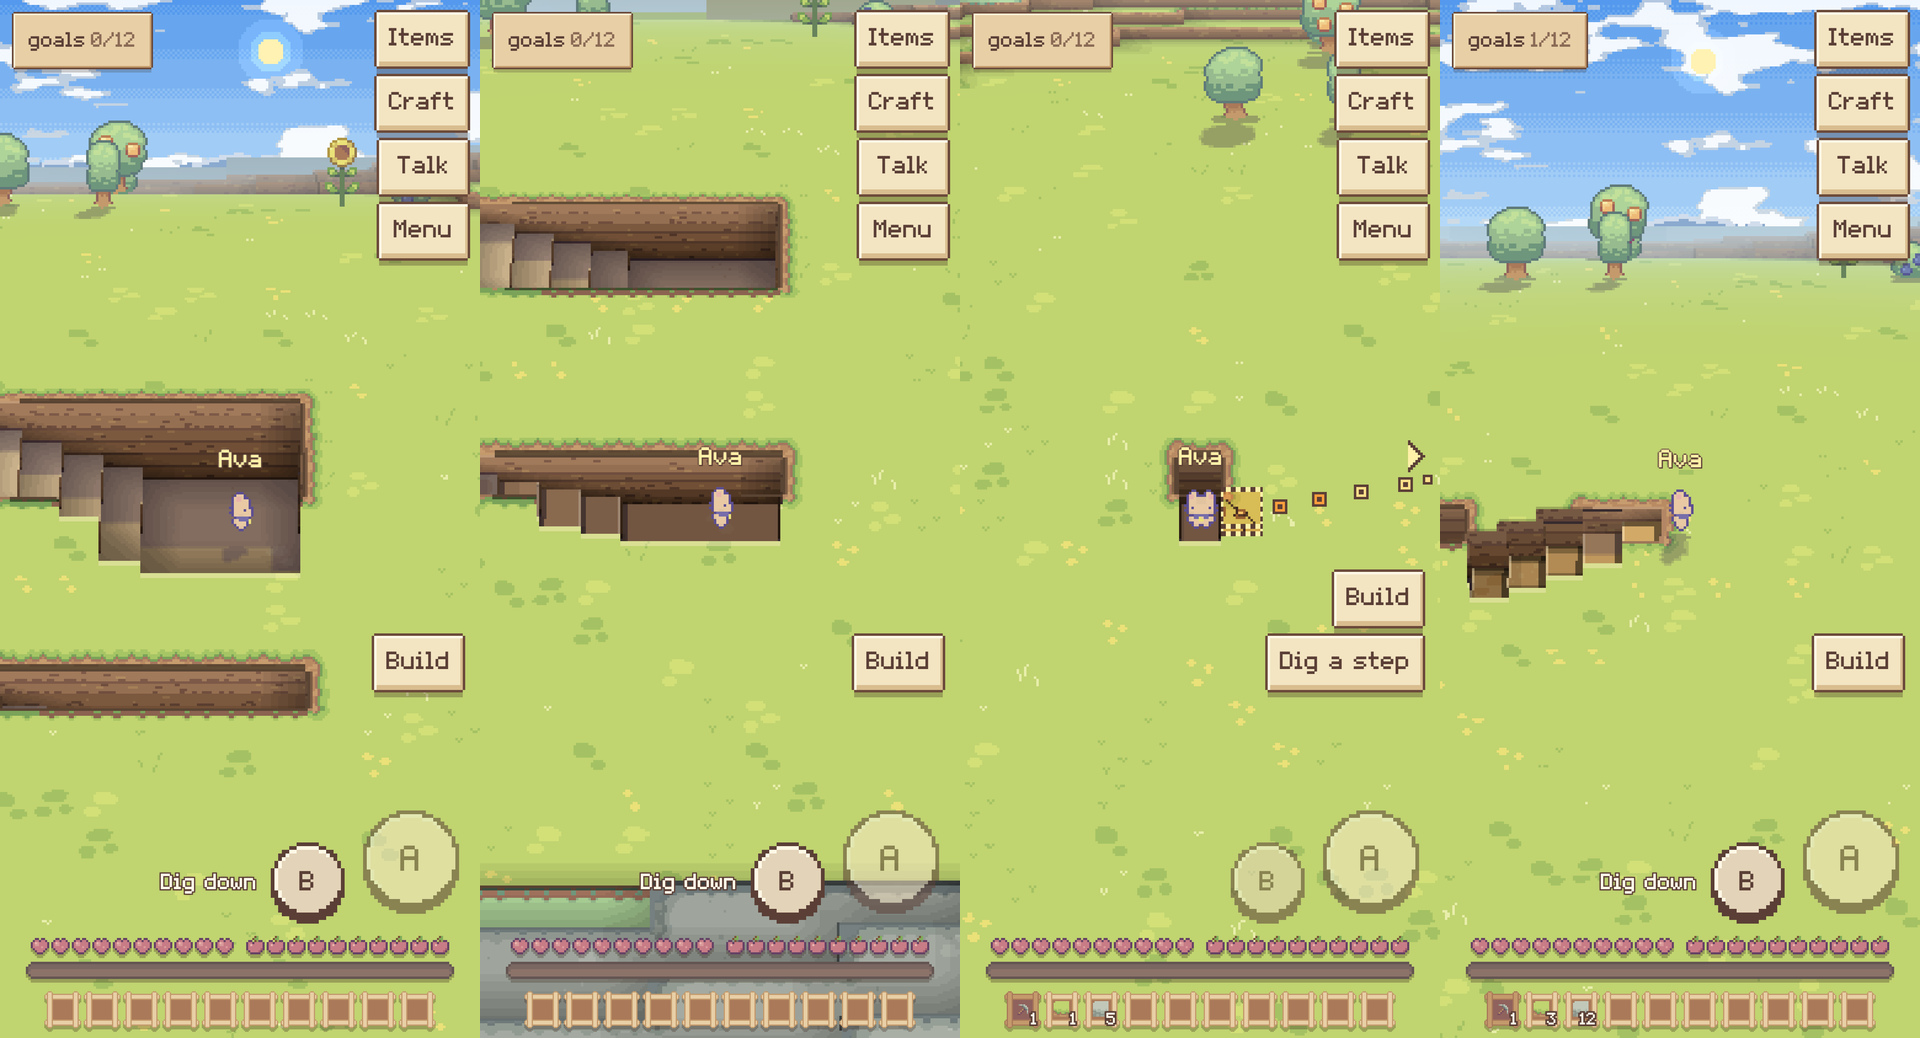 goals 0/12
Items
Craft
Talk
Menu
Ava
Build
Dig down
B
A
goals 0/12
Items
Craft
Talk
Menu
Ava
Build
Dig down
B
A
goals 0/12
Items
Craft
Talk
Menu
Ava
Build
Dig a step
B
A
1
1
5
goals 1/12
Items
Craft
Talk
Menu
Ava
Build
Dig down
B
A
1
3
12